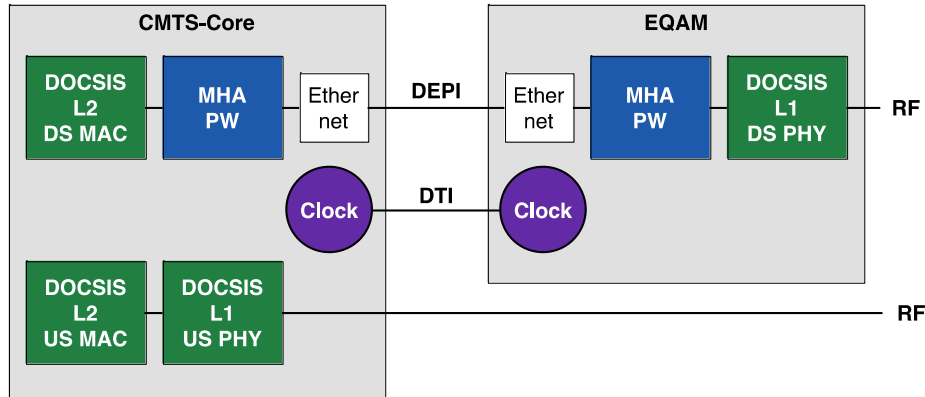 CMTS-Core
EQAM
DOCSIS
L2
DS MAC
MHA
PW
Ether
net
DEPI
Ether
net
MHA
PW
DOCSIS
L1
DS PHY
RF
Clock
DTI
Clock
DOCSIS
L2
US MAC
DOCSIS
L1
US PHY
RF